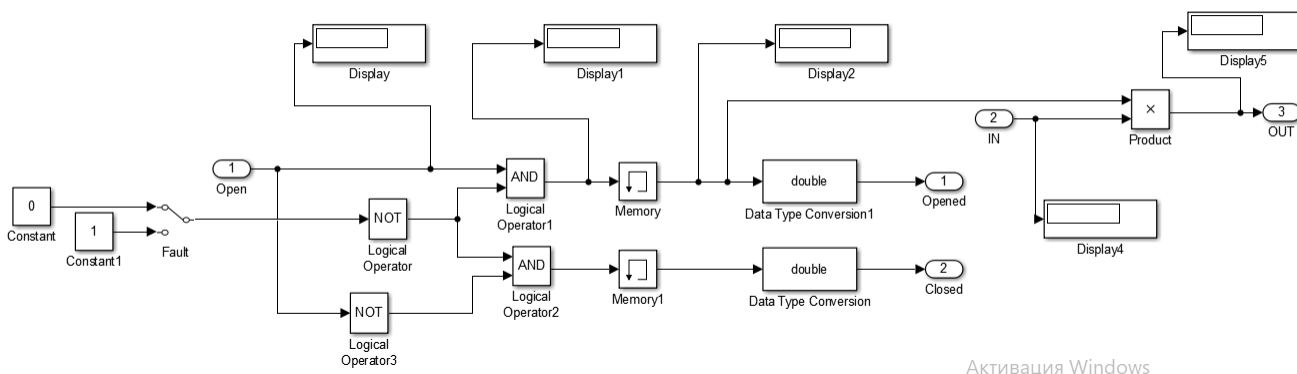 Display
Display1
Display2
Display5
2
IN
×
Product
3
OUT
1
Open
AND
Logical
Operator1
Memory
double
Data Type Conversion1
1
Opened
0
Constant
1
Constant1
Fault
NOT
Logical
Operator
Display4
AND
Logical
Operator2
Memory1
double
Data Type Conversion
2
Closed
NOT
Logical
Operator3
Активация Windows